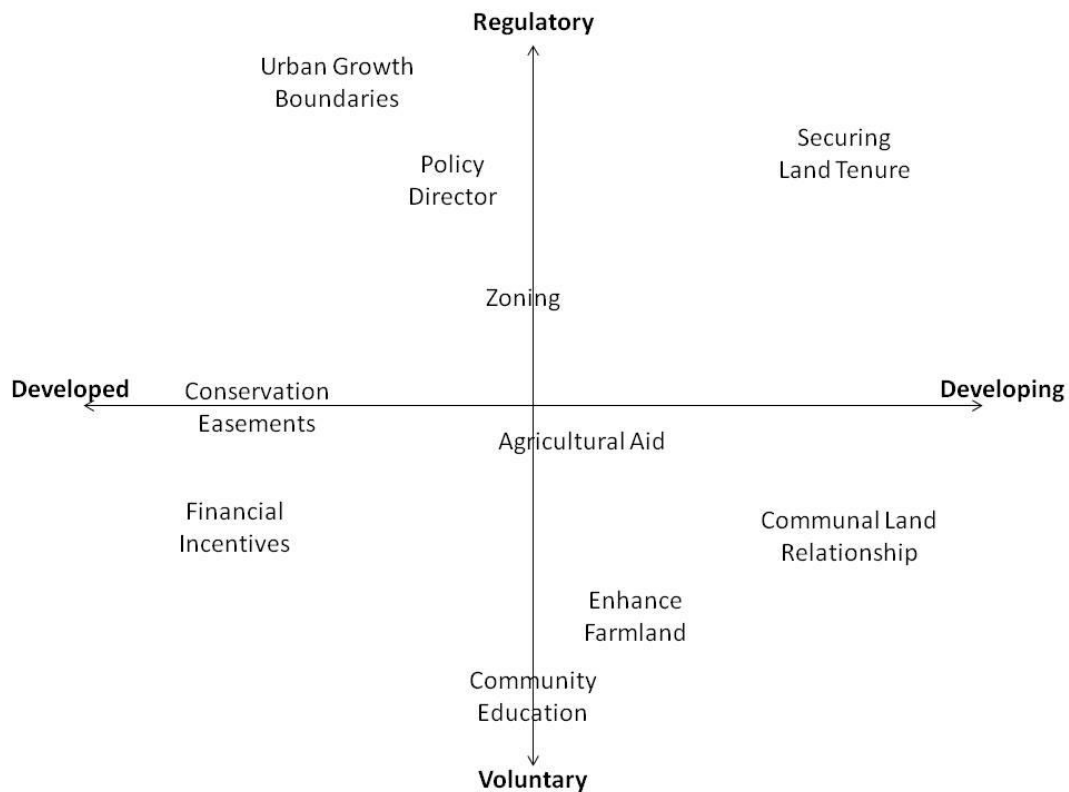 Regulatory
Urban Growth
Boundaries
Securing
Land Tenure
Policy
Director
Zoning
Developed
Conservation
Easements
Developing
Agricultural Aid
Financial
Incentives
Communal Land
Relationship
Enhance
Farmland
Community
Education
Voluntary